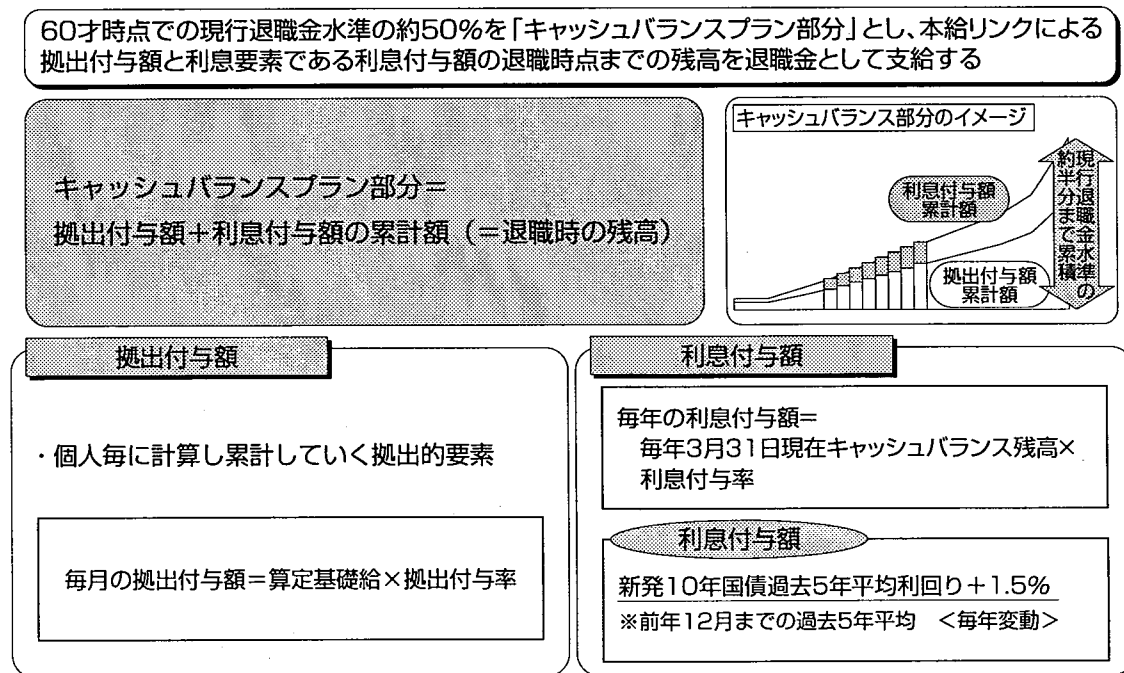 60才時点での現行退職金水準の約50%を「キャッシュバランスプラン部分」とし、本給リンクによる
拠出付与額と利息要素である利息付与額の退職時点までの残高を退職金として支給する
キャッシュバランスプラン部分=
拠出付与額+利息付与額の累計額(=退職時の残高)
キャッシュバランス部分のイメージ
利息付与額
累計額
拠出付与額
累計額
現行退職金水準の
約半分まで累積
拠出付与額
・個人毎に計算し累計していく拠出的要素
毎月の拠出付与額=算定基礎給×拠出付与率
利息付与額
毎年の利息付与額=
毎年3月31日現在キャッシュバランス残高×
利息付与率
利息付与額
新発10年国債過去5年平均利回り+1.5%
※前年12月までの過去5年平均 <毎年変動>